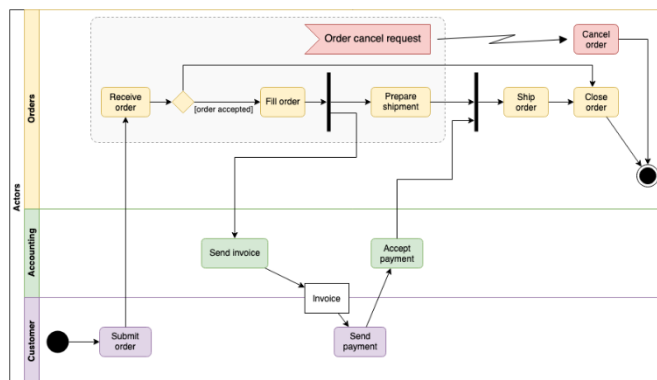 Actors
Orders
Order cancel request
Cancel
order
Receive
order
[order accepted]
Fill order
Prepare
shipment
Ship
order
Close
order
Accounting
Send invoice
Accept
payment
Invoice
Customer
Submit
order
Send
payment